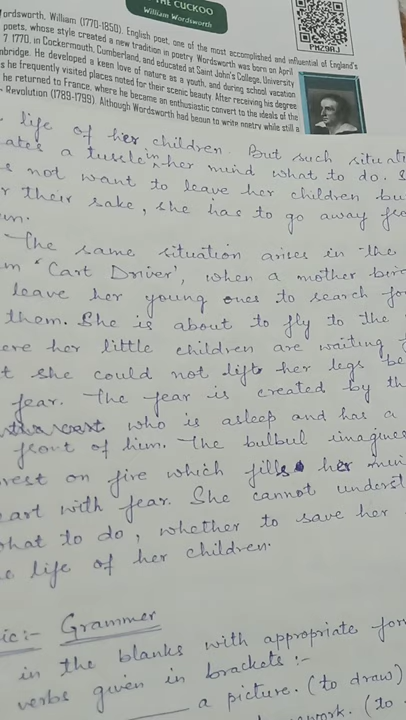 THE CUCKOO
William Wordsworth
PMZ9AJ
ordsworth, William (1770-1850). English poet, one of the most accomplished and influential of England's
poets, whose style created a new tradition in poetry Wordsworth was born on April
7 1770, in Cockermouth, Cumberland, and educated at Saint John's College, University
mbridge. He developed a keen love of nature as a youth, and during school vacation
s he frequently visited places noted for their scenic beauty. After receiving his degree
he returned to France, where he became an enthusiastic convert to the ideals of the
Revolution (1789-1799). Although Wordsworth had begun to write poetry while still a
life of her children. But such situati
ates a tussle in her mind what to do. S
s not want to leave her children bu
r their sake, she has to go away fro
The same situation arises in the
m 'Cart Driver', when a mother bir
leave her young ones to search fo
them. She is about to fly to the
ere her little children are waiting f
t she could not lift her legs be
fear. The fear is created by th
who is asleep and has a
front of him. The bulbul imagines
rest on fire which fills her min
art with fear. She cannot underst
hat to do, whether to save her
e life of her children.
ic:- Grammer
in the blanks with appropriate for
verbs given in brackets :-
a picture. (to draw)
work. (to